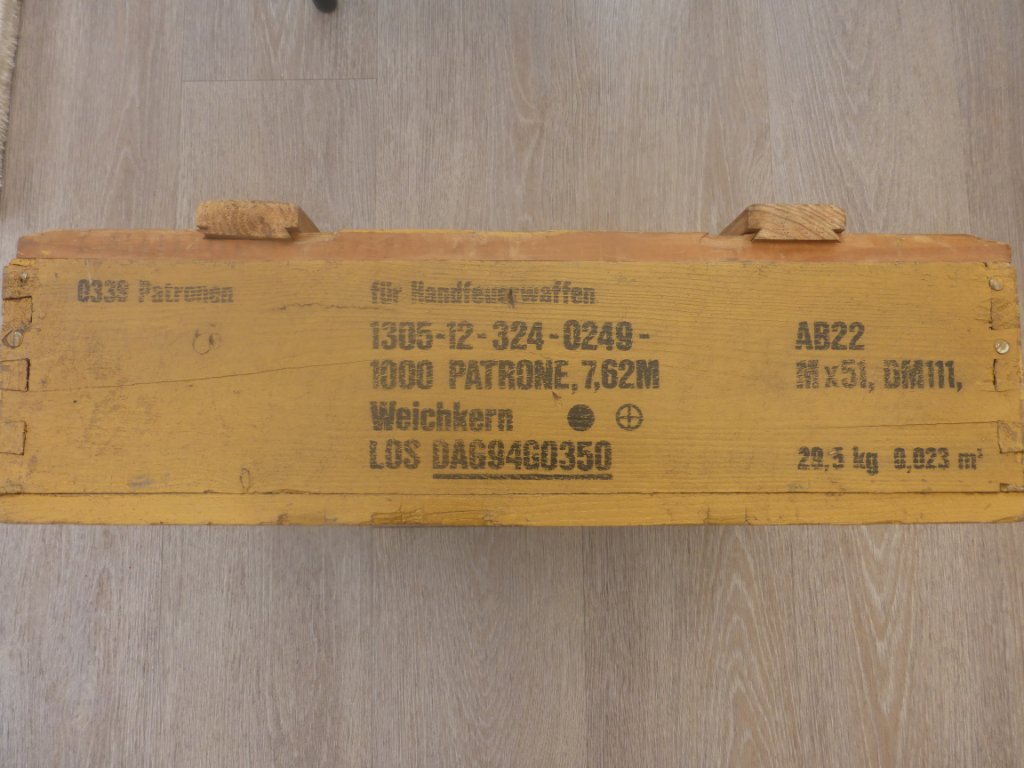 0339 Patronen für Handfeuerwaffen
1305-12-324-0249- AB22
1000 PATRONE, 7,62M M x51, DM111,
Weichkern
LOS DAG94G0350 29,5 kg 0,023 m³